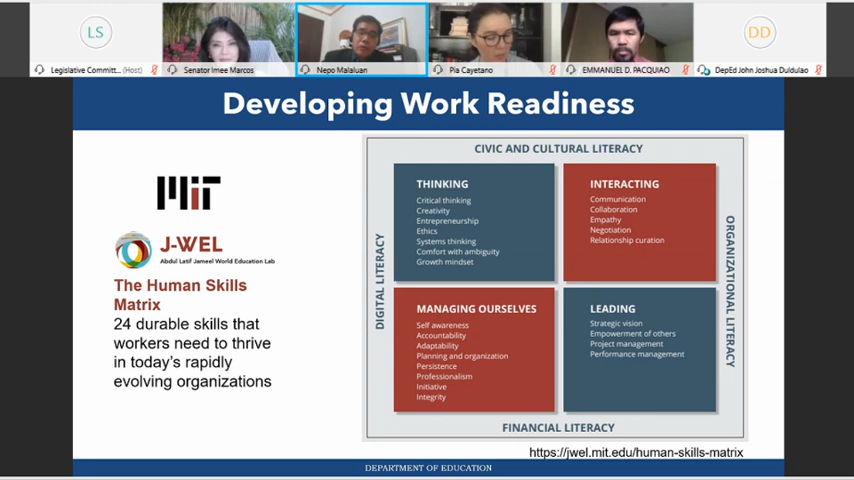 LS
DD
Legislative Committ... (Host)
Senator Imee Marcos
Nepo Malaluan
Pia Cayetano
EMMANUEL D. PACQUIAO
DepEd John Joshua Duldulao
Developing Work Readiness
MIT
J-WEL
Abdul Latif Jameel World Education Lab
The Human Skills
Matrix
24 durable skills that
workers need to thrive
in today's rapidly
evolving organizations
CIVIC AND CULTURAL LITERACY
DIGITAL LITERACY
THINKING
Critical thinking
Creativity
Entrepreneurship
Ethics
Systems thinking
Comfort with ambiguity
Growth mindset
INTERACTING
Communication
Collaboration
Empathy
Negotiation
Relationship curation
MANAGING OURSELVES
Self awareness
Accountability
Adaptability
Planning and organization
Persistence
Professionalism
Initiative
Integrity
LEADING
Strategic vision
Empowerment of others
Project management
Performance management
ORGANIZATIONAL LITERACY
FINANCIAL LITERACY
https://jwel.mit.edu/human-skills-matrix
DEPARTMENT OF EDUCATION